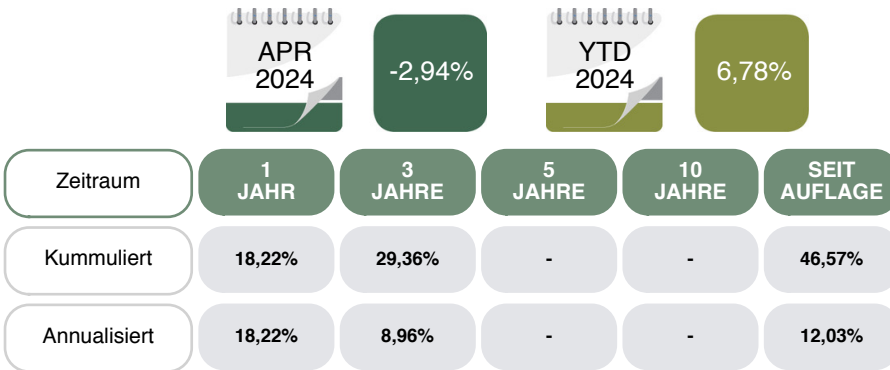 APR
2024
-2,94%
YTD
2024
6,78%
Zeitraum
1
JAHR
3
JAHRE
5
JAHRE
10
JAHRE
SEIT
AUFLAGE
Kummuliert
18,22%
29,36%
-
-
46,57%
Annualisiert
18,22%
8,96%
-
-
12,03%